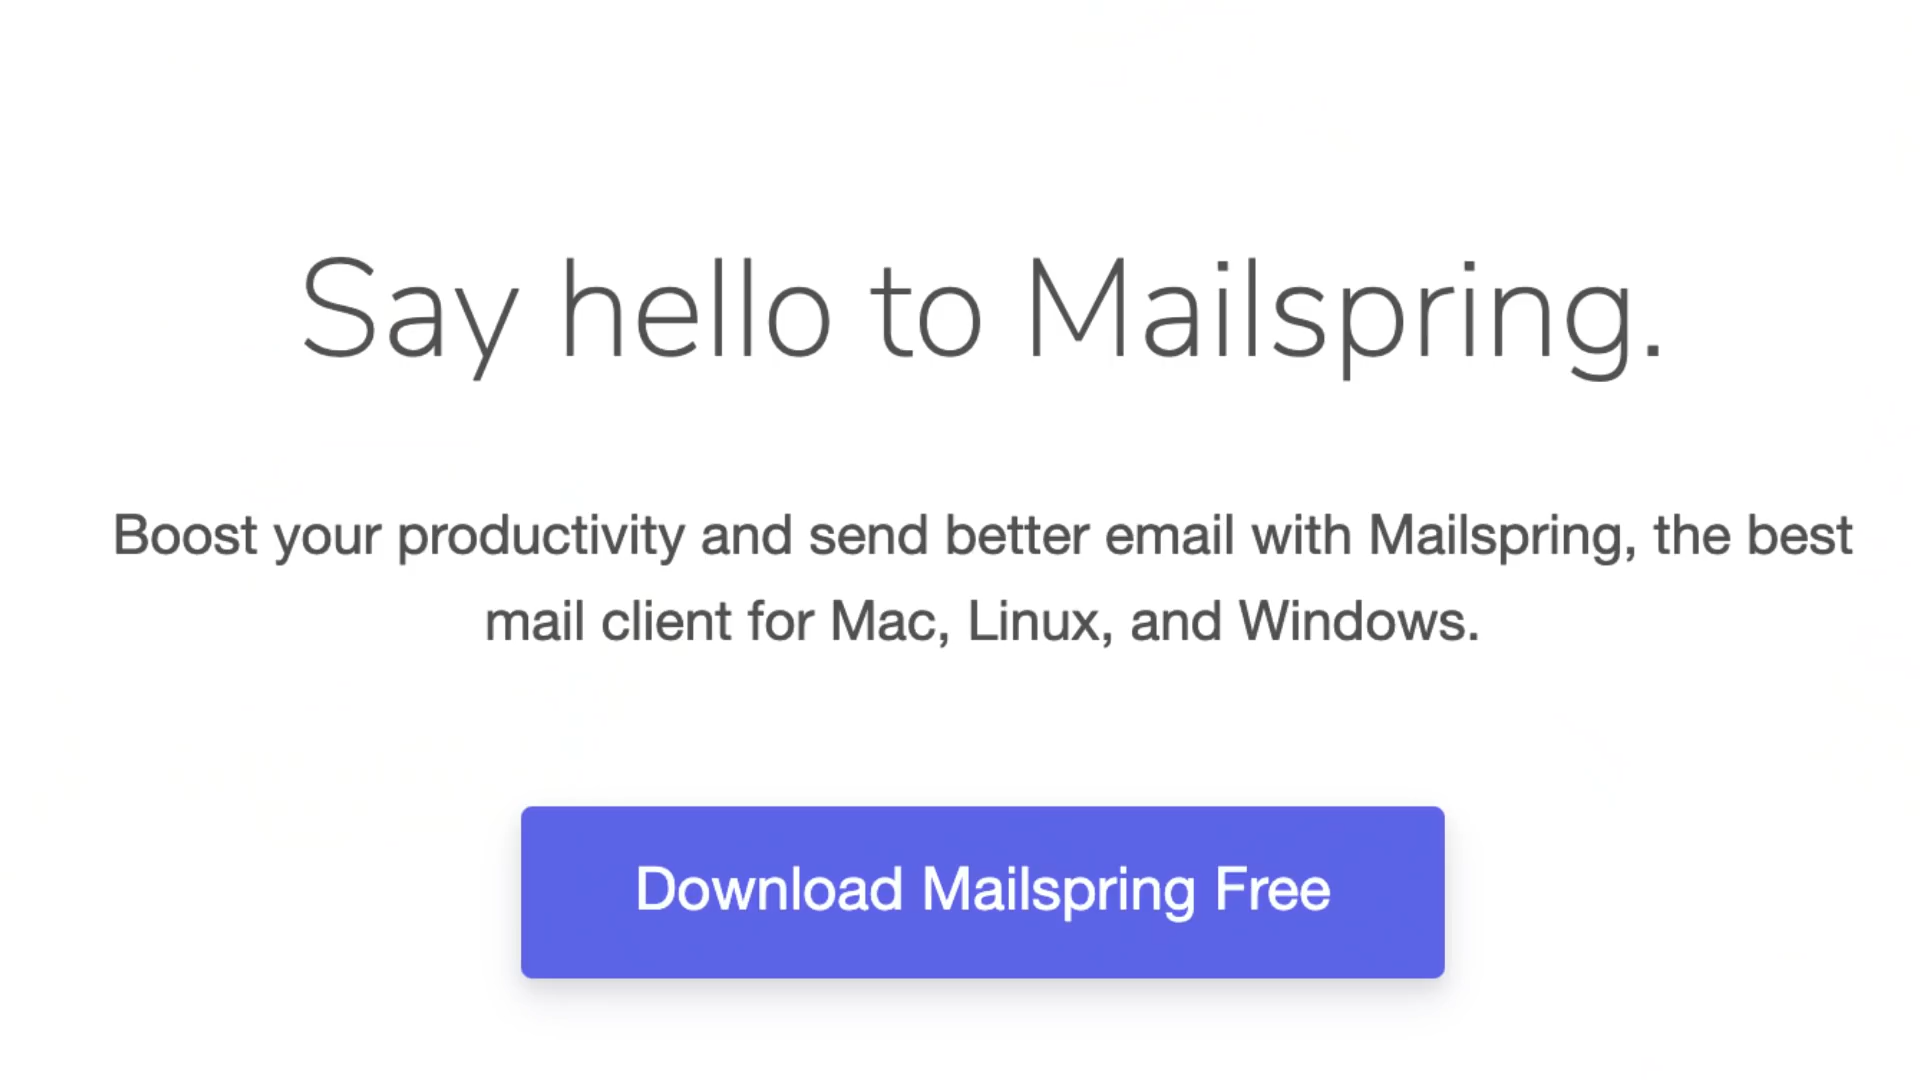 Say hello to Mailspring.
Boost your productivity and send better email with Mailspring, the best
mail client for Mac, Linux, and Windows.
Download Mailspring Free